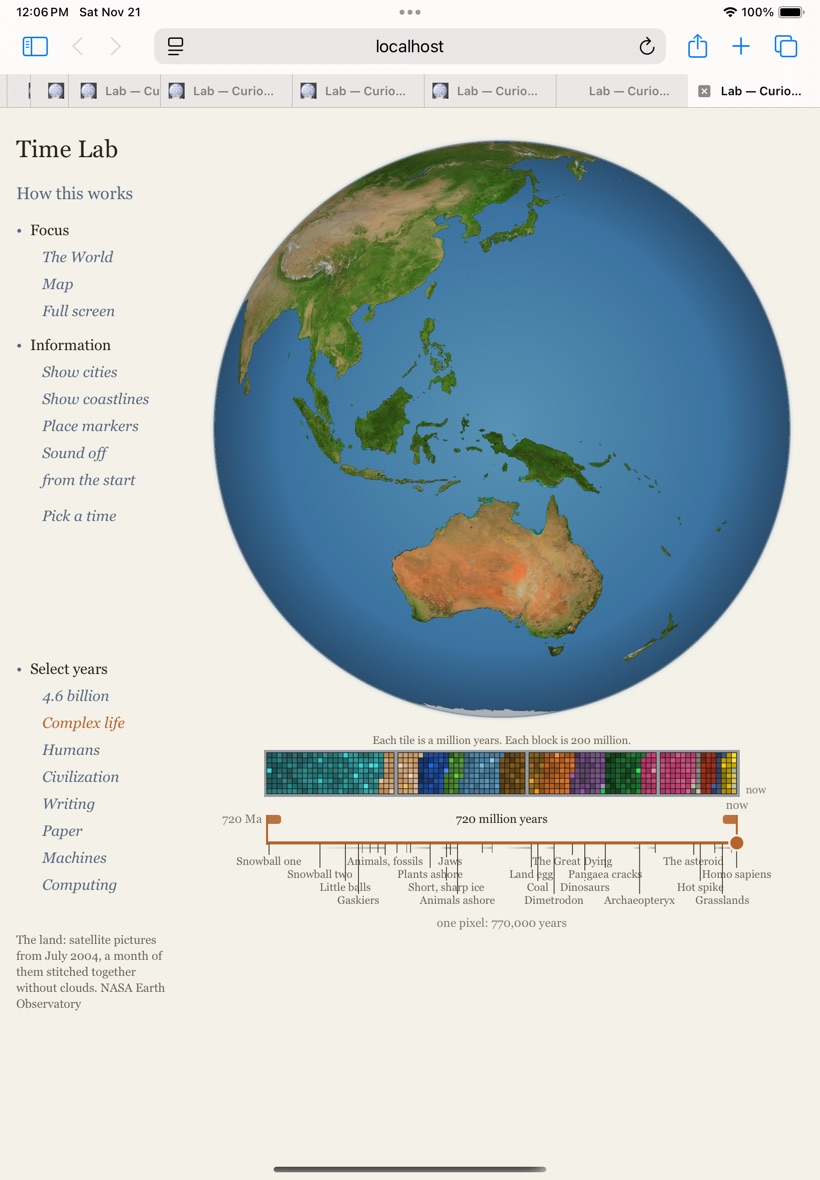 12:06 PM Sat Nov 21
100%
localhost
Lab — Cu
Lab — Curio...
Lab — Curio...
Lab — Curio...
Lab — Curio...
Lab — Curio...
Time Lab
How this works
• Focus
The World
Map
Full screen
• Information
Show cities
Show coastlines
Place markers
Sound off
from the start
Pick a time
• Select years
4.6 billion
Complex life
Humans
Civilization
Writing
Paper
Machines
Computing
The land: satellite pictures
from July 2004, a month of
them stitched together
without clouds. NASA Earth
Observatory
Each tile is a million years. Each block is 200 million.
now
now
720 Ma
720 million years
Snowball one
Animals, fossils
Jaws
The Great Dying
The asteroid
Snowball two
Plants ashore
Land egg
Pangaea cracks
Homo sapiens
Little balls
Short, sharp ice
Coal
Dinosaurs
Hot spike
Gaskiers
Animals ashore
Dimetrodon
Archaeopteryx
Grasslands
one pixel: 770,000 years